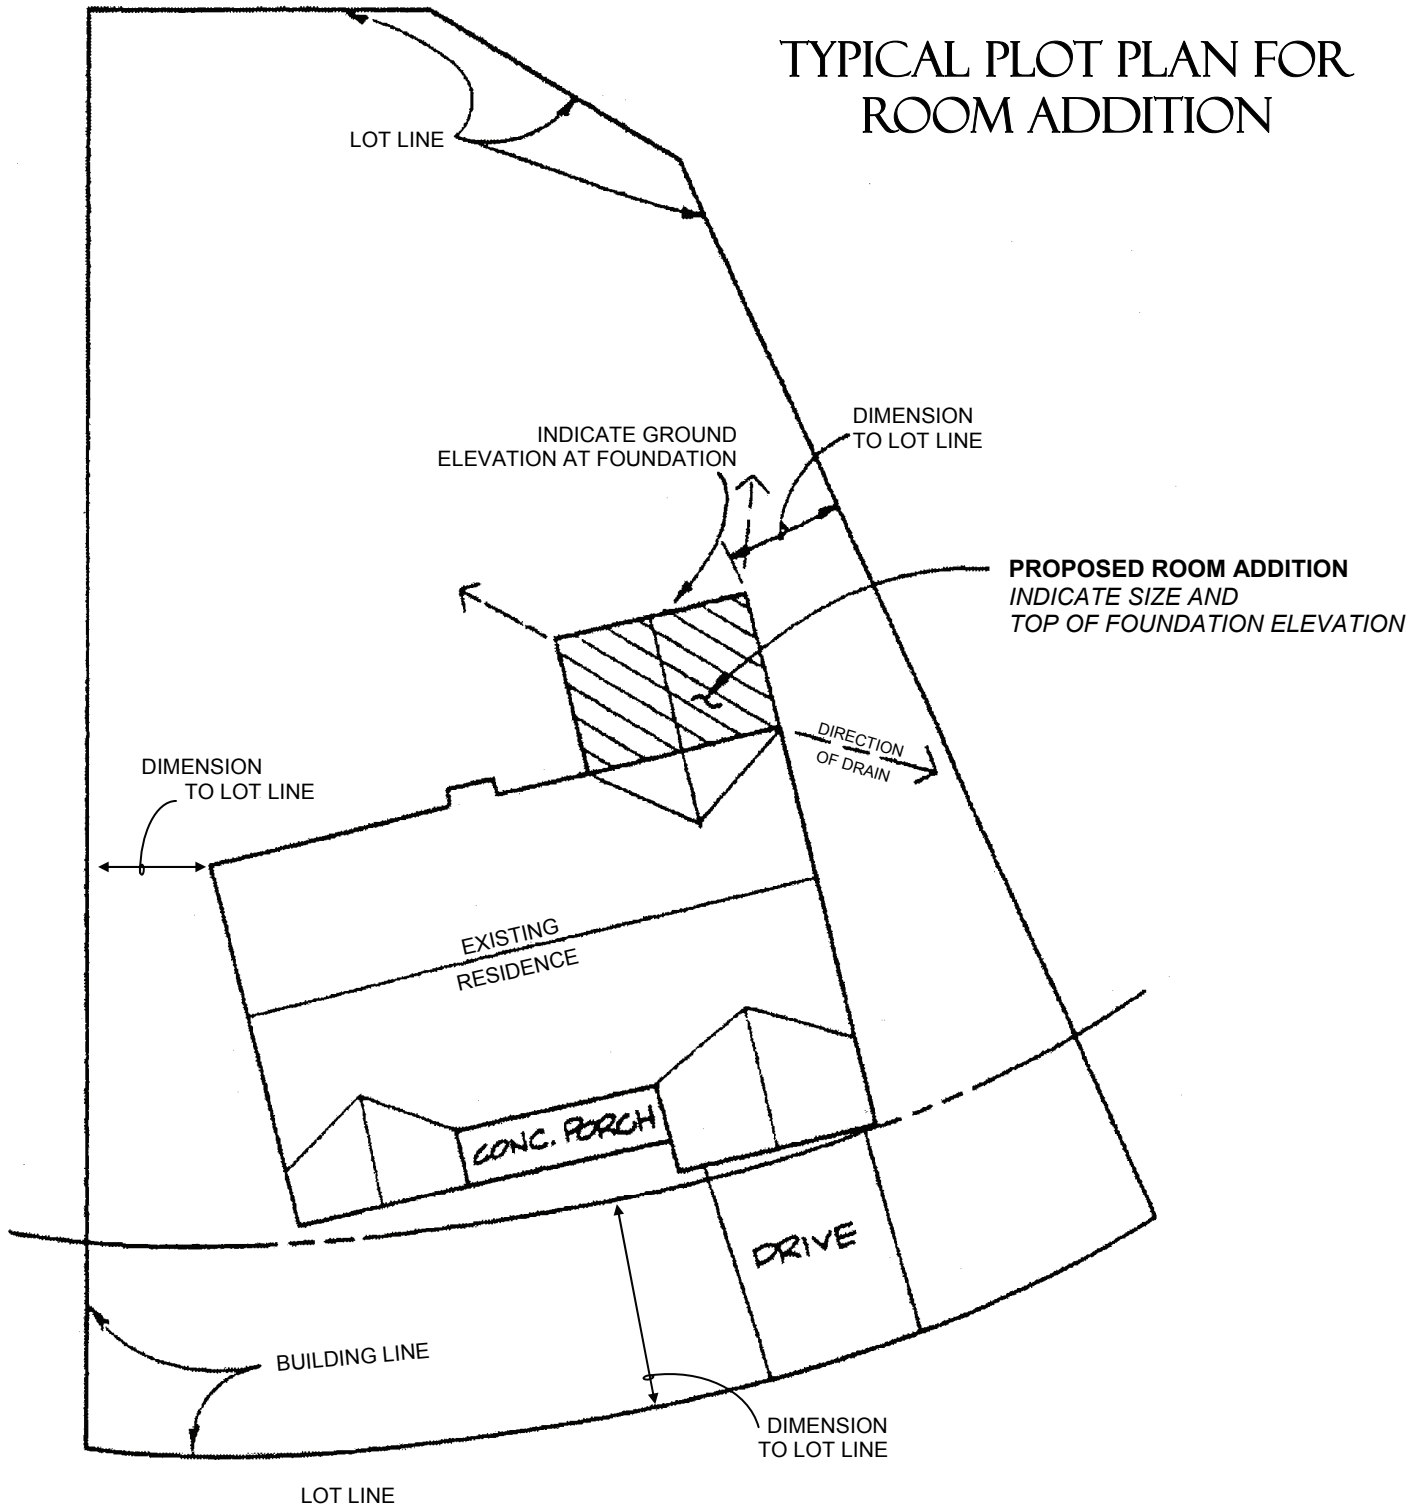 TYPICAL PLOT PLAN FOR
ROOM ADDITION
LOT LINE
DIMENSION
TO LOT LINE
INDICATE GROUND
ELEVATION AT FOUNDATION
PROPOSED ROOM ADDITION
INDICATE SIZE AND
TOP OF FOUNDATION ELEVATION
DIRECTION
OF DRAIN
DIMENSION
TO LOT LINE
EXISTING
RESIDENCE
CONC. PORCH
DRIVE
BUILDING LINE
DIMENSION
TO LOT LINE
LOT LINE